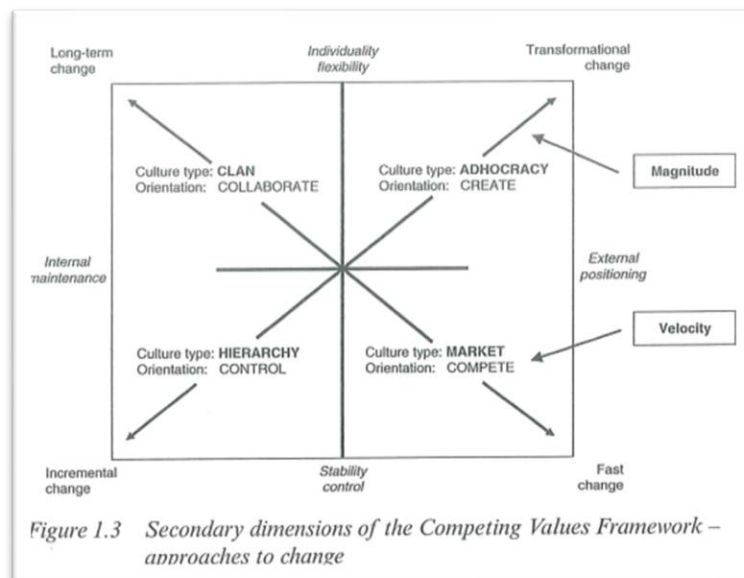 Long-term
change
Individuality
flexibility
Transformational
change
Culture type: CLAN
Orientation: COLLABORATE
Culture type: ADHOCRACY
Orientation: CREATE
Magnitude
Internal
maintenance
External
positioning
Culture type: HIERARCHY
Orientation: CONTROL
Culture type: MARKET
Orientation: COMPETE
Velocity
Incremental
change
Stability
control
Fast
change
Figure 1.3 Secondary dimensions of the Competing Values Framework –
approaches to change